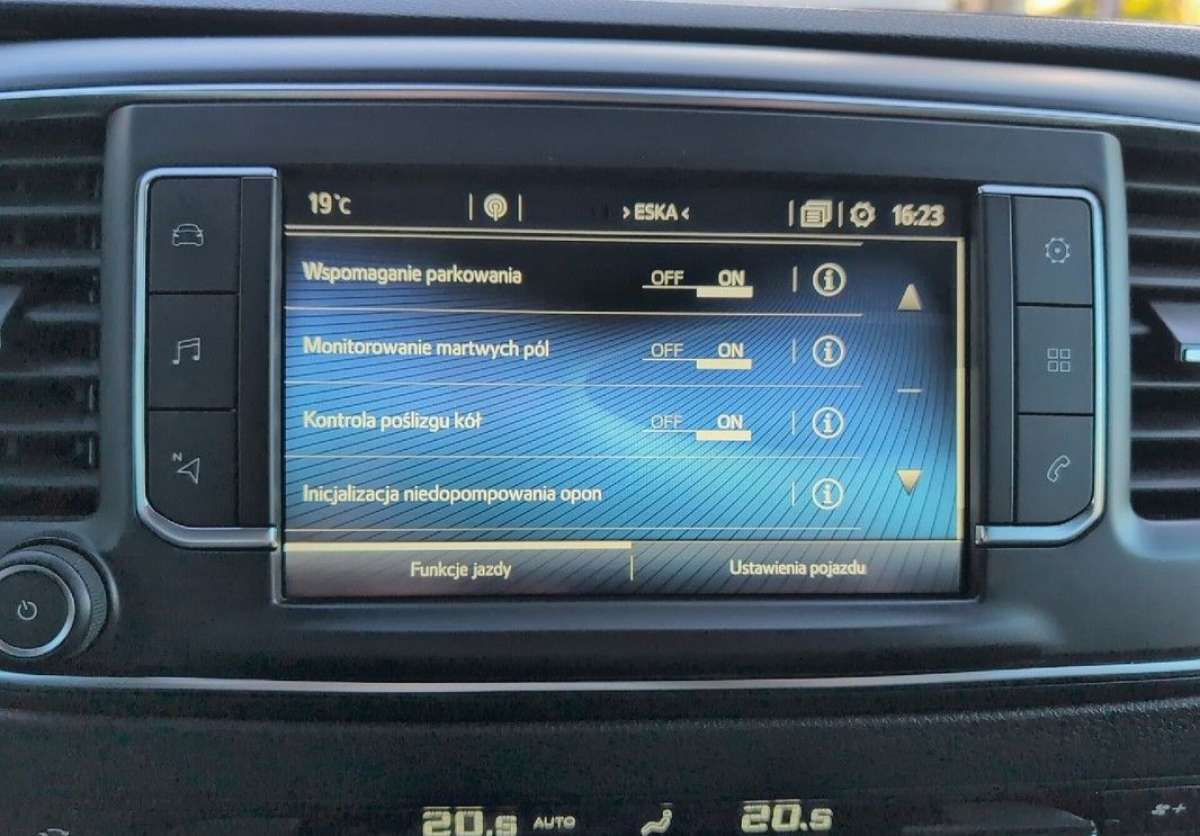 19°C > ESKA < 16:23
Wspomaganie parkowania OFF ON
Monitorowanie martwych pól OFF ON
Kontrola poślizgu kół OFF ON
Inicjalizacja niedopompowania opon
Funkcje jazdy Ustawienia pojazdu
N
20.5 AUTO 20.5